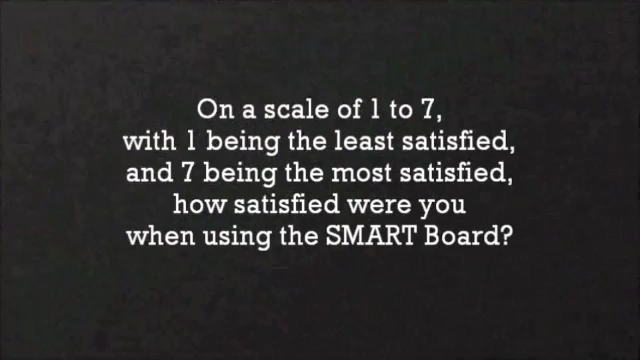 On a scale of 1 to 7,
with 1 being the least satisfied,
and 7 being the most satisfied,
how satisfied were you
when using the SMART Board?